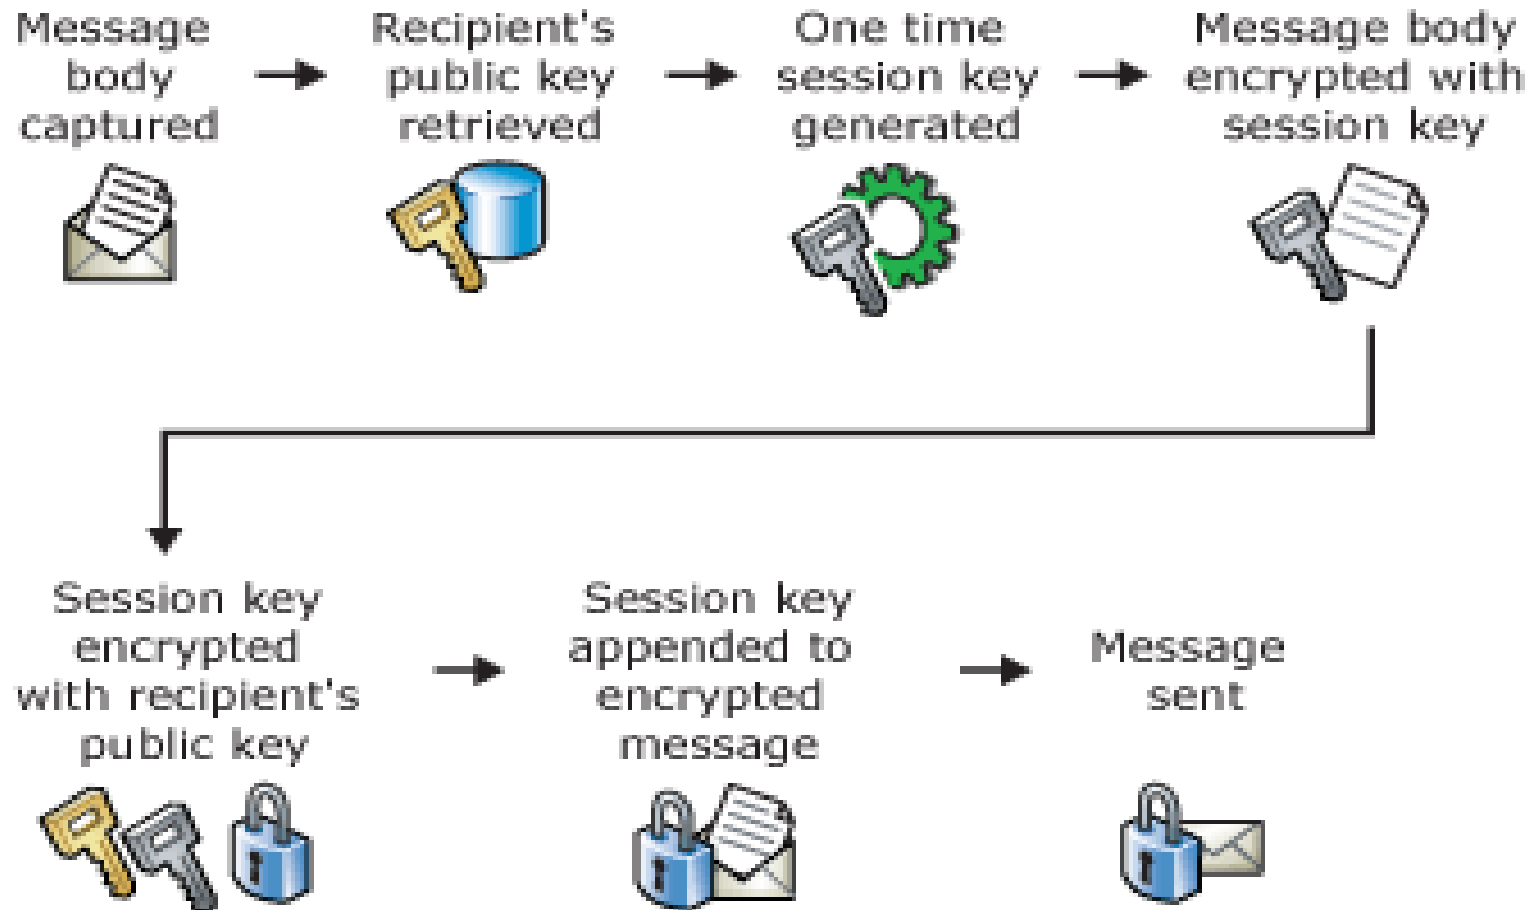 Message
body
captured
Recipient's
public key
retrieved
One time
session key
generated
Message body
encrypted with
session key
Session key
encrypted
with recipient's
public key
Session key
appended to
encrypted
message
Message
sent